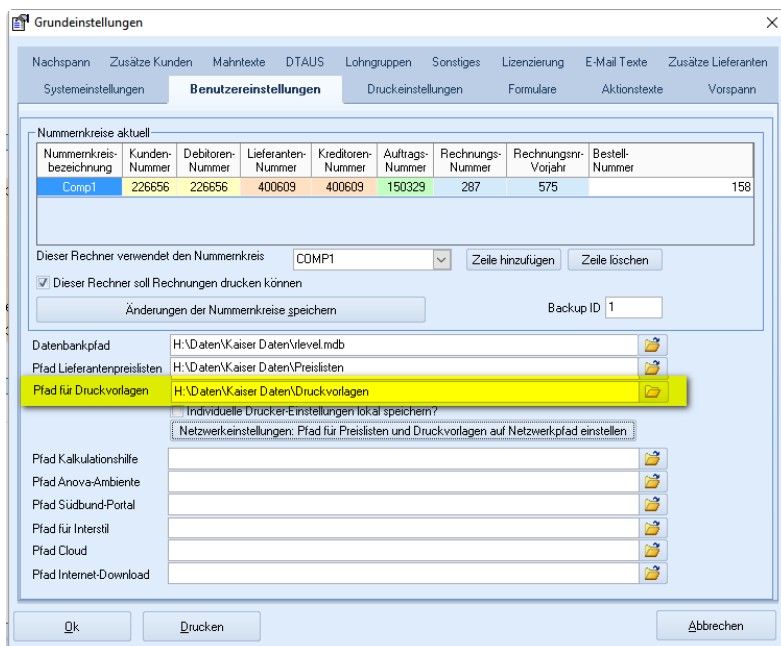 Grundeinstellungen
Nachspann Zusätze Kunden Mahntexte DTAUS Lohngruppen Sonstiges Lizenzierung E-Mail Texte Zusätze Lieferanten
Systemeinstellungen Benutzereinstellungen Druckeinstellungen Formulare Aktionstexte Vorspann
Nummernkreise aktuell
Nummernkreis- Kunden- Debitoren- Lieferanten- Kreditoren- Auftrags- Rechnungs- Rechnungsnr- Bestell-
bezeichnung Nummer Nummer Nummer Nummer Nummer Nummer Vorjahr Nummer
Comp1 226656 226656 400609 400609 150329 287 575 158
Dieser Rechner verwendet den Nummernkreis COMP1 Zeile hinzufügen Zeile löschen
Dieser Rechner soll Rechnungen drucken können
Änderungen der Nummernkreise speichern Backup ID 1
Datenbankpfad H:\Daten\Kaiser Daten\rlevel.mdb
Pfad Lieferantenpreislisten H:\Daten\Kaiser Daten\Preislisten
Pfad für Druckvorlagen H:\Daten\Kaiser Daten\Druckvorlagen
Individuelle Drucker-Einstellungen lokal speichern?
Netzwerkeinstellungen: Pfad für Preislisten und Druckvorlagen auf Netzwerkpfad einstellen
Pfad Kalkulationshilfe
Pfad Anova-Ambiente
Pfad Südbund-Portal
Pfad für Interstil
Pfad Cloud
Pfad Internet-Download
Ok Drucken Abbrechen